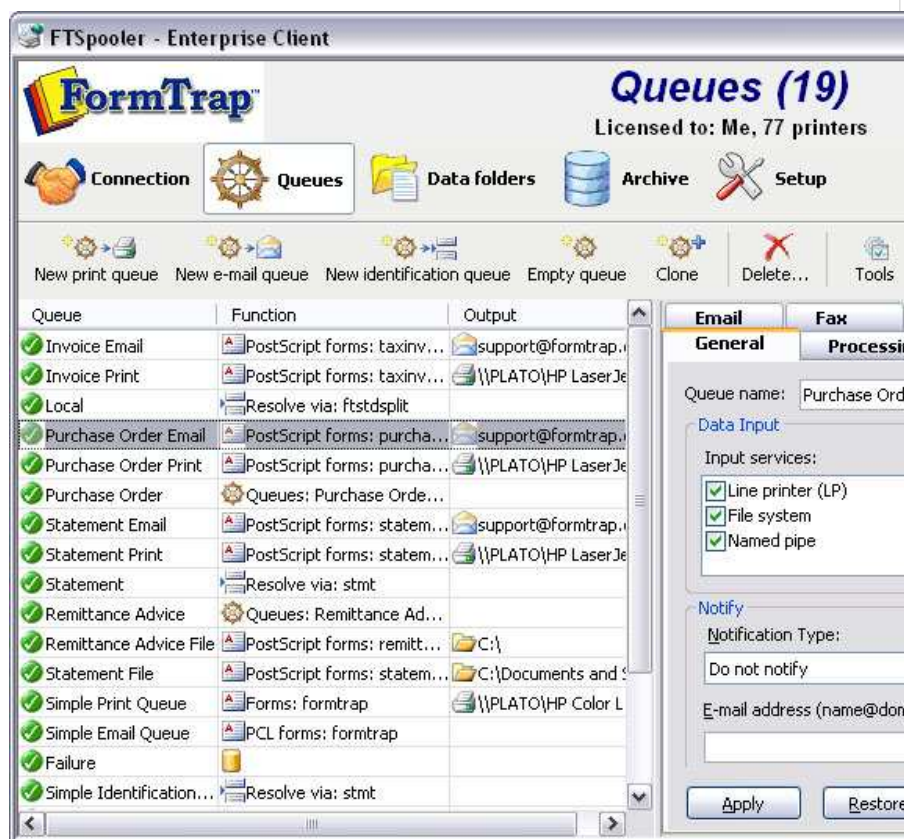 FTSpooler - Enterprise Client
FormTrap™
Queues (19)
Licensed to: Me, 77 printers
Connection
Queues
Data folders
Archive
Setup
New print queue
New e-mail queue
New identification queue
Empty queue
Clone
Delete...
Tools
Queue Function Output
Invoice Email PostScript forms: taxinv... support@formtrap.
Invoice Print PostScript forms: taxinv... \\PLATO\HP LaserJe
Local Resolve via: ftstdsplit
Purchase Order Email PostScript forms: purcha... support@formtrap.
Purchase Order Print PostScript forms: purcha... \\PLATO\HP LaserJe
Purchase Order Queues: Purchase Orde...
Statement Email PostScript forms: statem... support@formtrap.
Statement Print PostScript forms: statem... \\PLATO\HP LaserJe
Statement Resolve via: stmt
Remittance Advice Queues: Remittance Ad...
Remittance Advice File PostScript forms: remitt... C:\
Statement File PostScript forms: statem... C:\Documents and S
Simple Print Queue Forms: formtrap \\PLATO\HP Color L
Simple Email Queue PCL forms: formtrap
Failure
Simple Identification... Resolve via: stmt
Email Fax
General Processi
Queue name: Purchase Ord
Data Input
Input services:
Line printer (LP)
File system
Named pipe
Notify
Notification Type:
Do not notify
E-mail address (name@don
Apply Restore